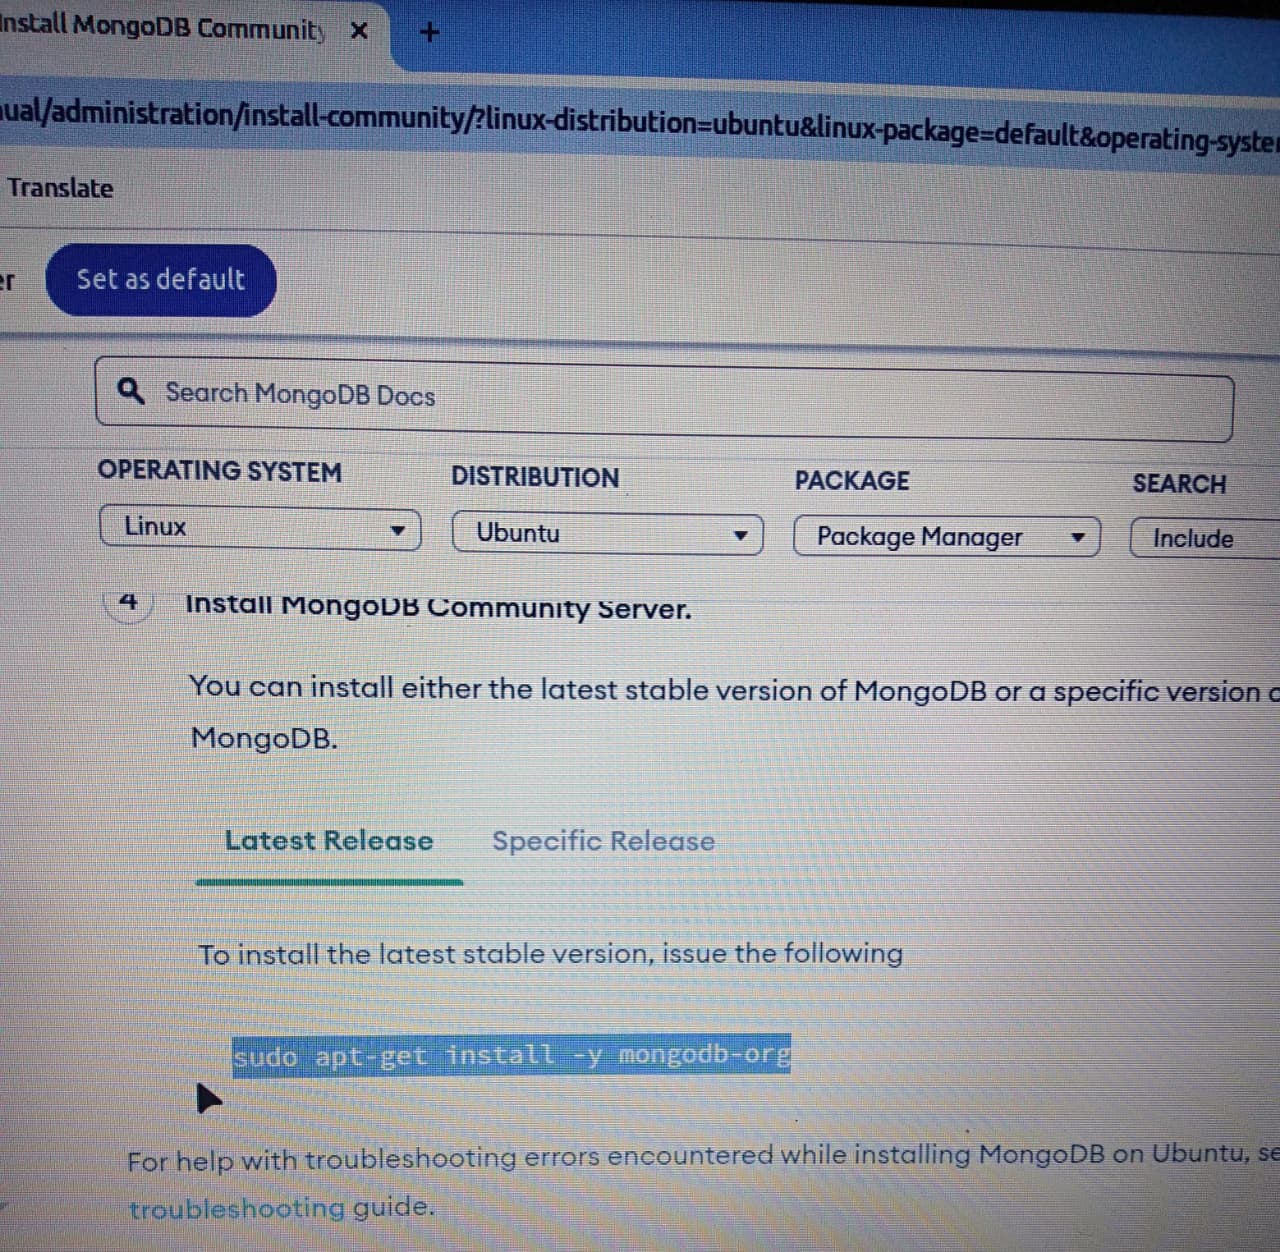 nstall MongoDB Community
ual/administration/install-community/?linux-distribution=ubuntu&linux-package=default&operating-syste
Translate
er Set as default
Search MongoDB Docs
OPERATING SYSTEM DISTRIBUTION PACKAGE SEARCH
Linux Ubuntu Package Manager Include
4 Install MongoDB Community Server.
You can install either the latest stable version of MongoDB or a specific version
MongoDB.
Latest Release Specific Release
To install the latest stable version, issue the following
sudo apt-get install -y mongodb-org
For help with troubleshooting errors encountered while installing MongoDB on Ubuntu, se
troubleshooting guide.